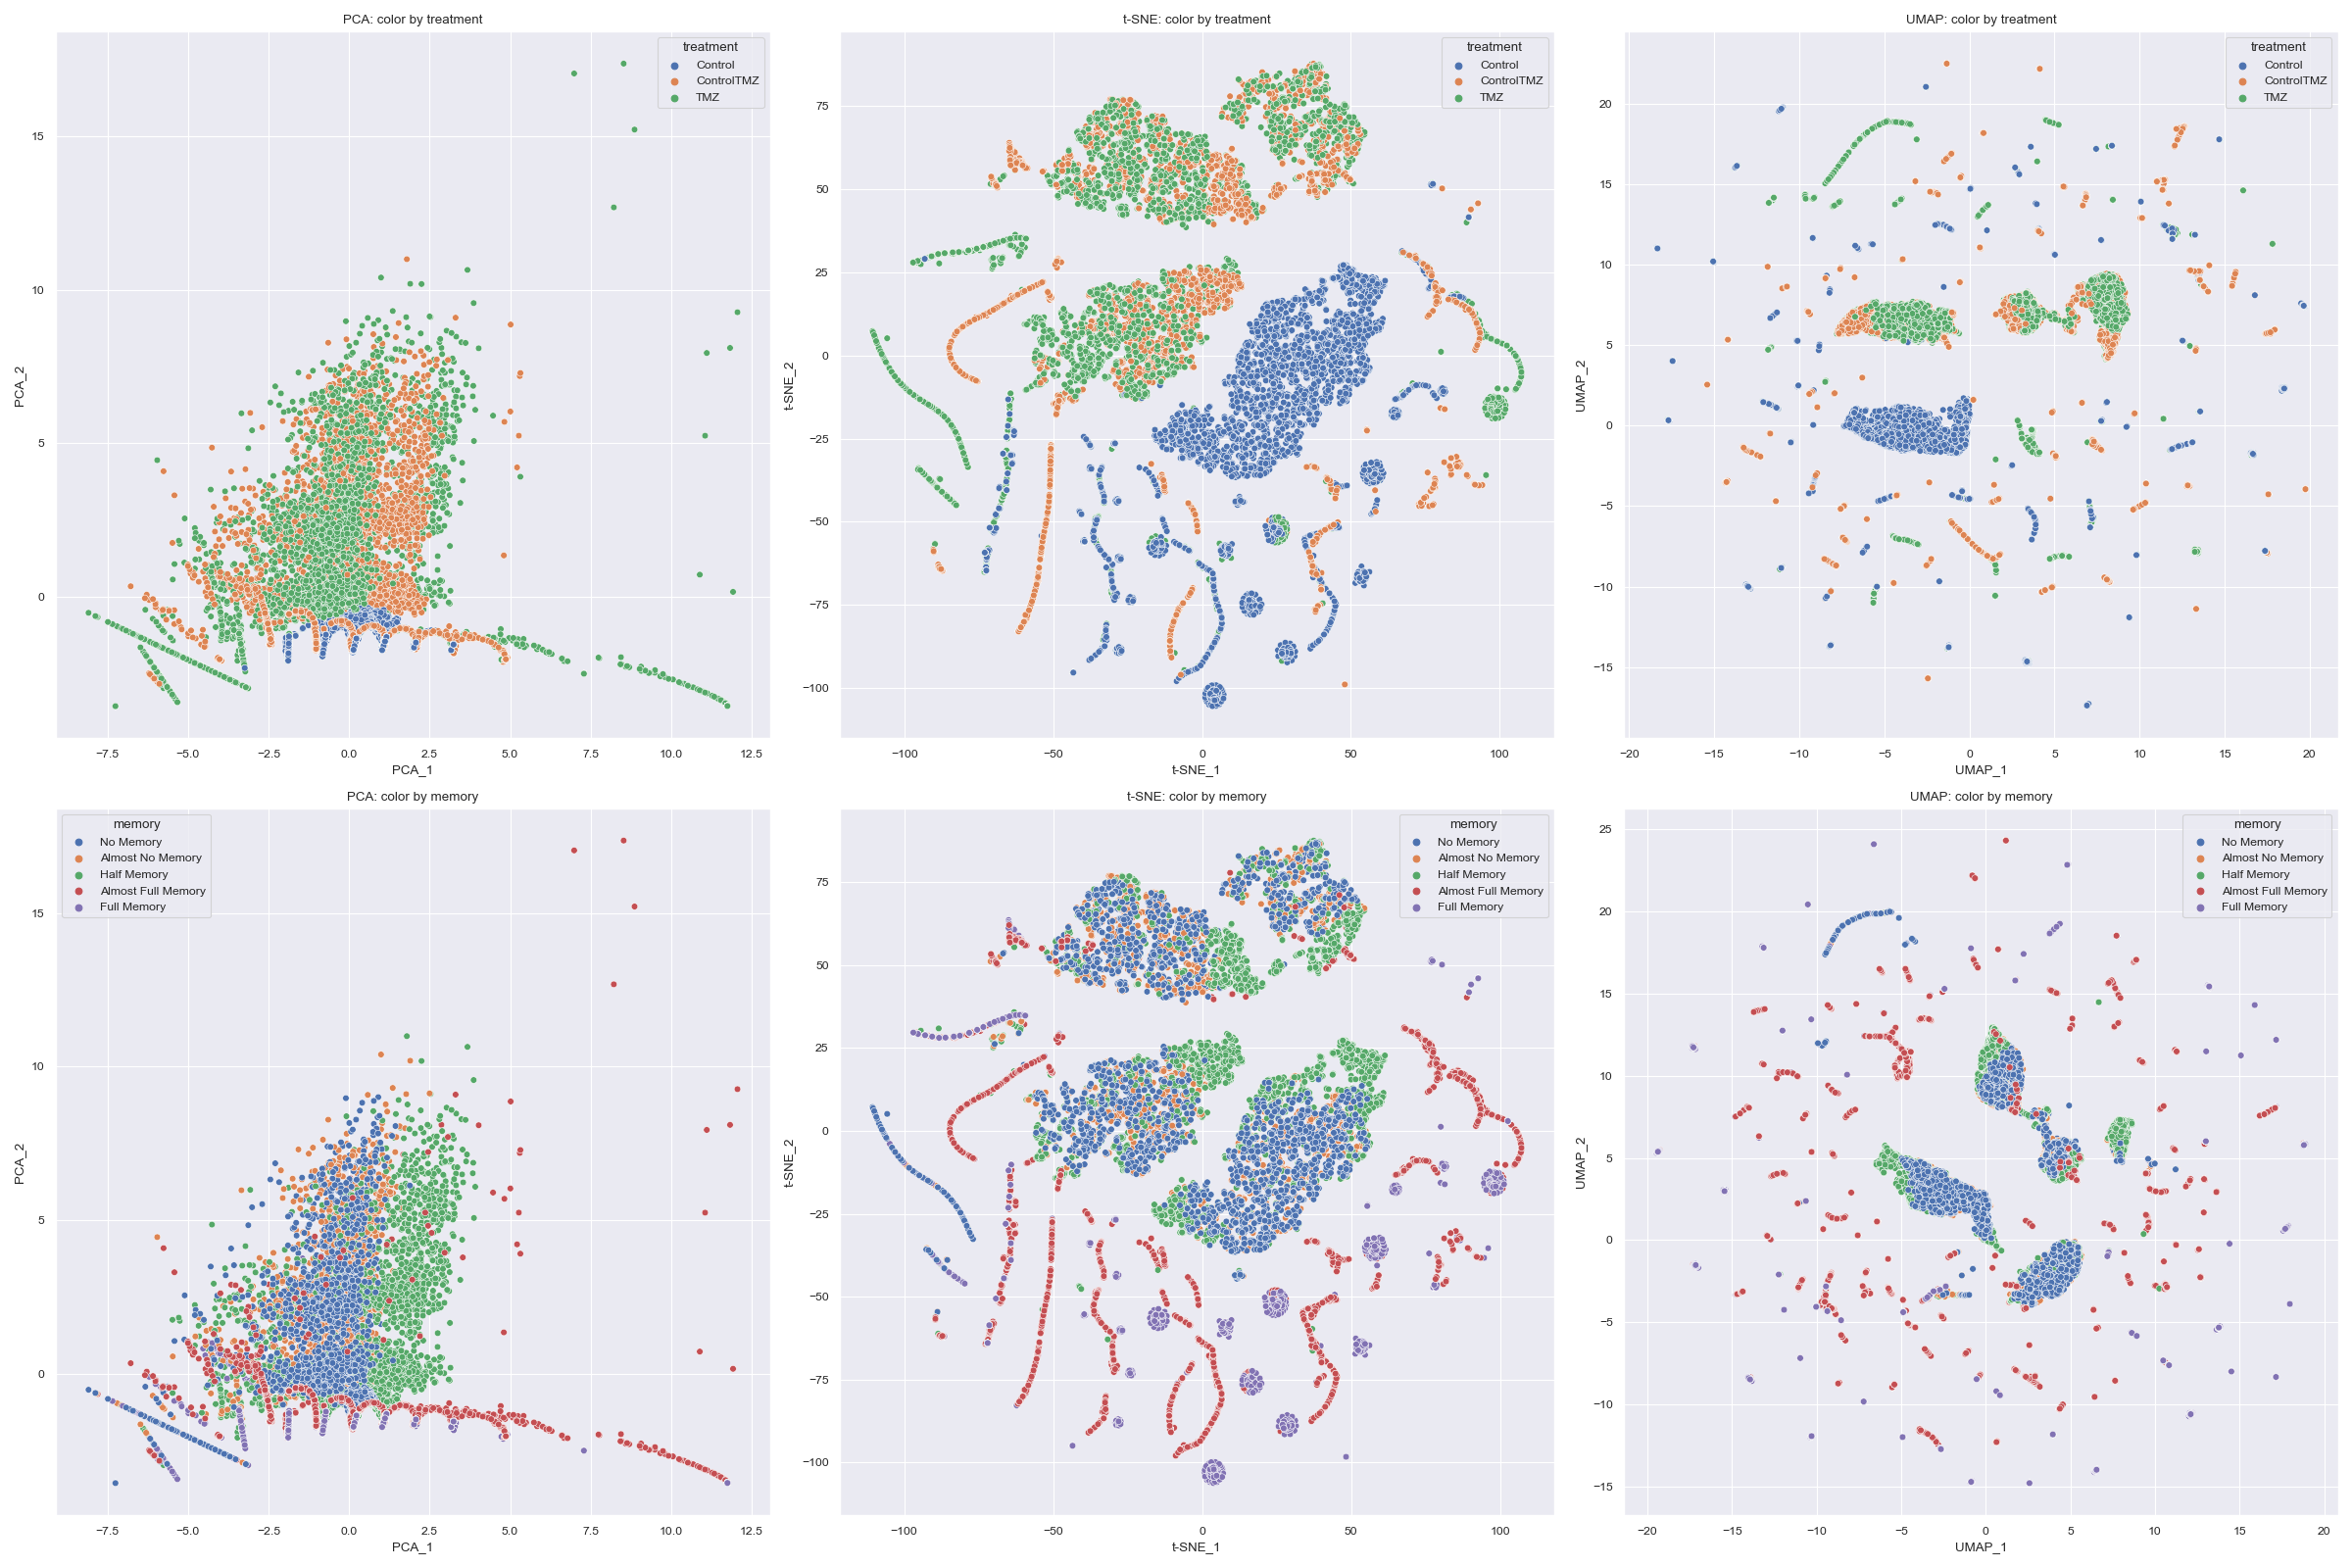 PCA: color by treatment
treatment
Control
ControlTMZ
TMZ
15
10
5
0
PCA_2
−7.5 −5.0 −2.5 0.0 2.5 5.0 7.5 10.0 12.5
PCA_1
t-SNE: color by treatment
treatment
Control
ControlTMZ
TMZ
75
50
25
0
−25
−50
−75
−100
t-SNE_2
−100 −50 0 50 100
t-SNE_1
UMAP: color by treatment
treatment
Control
ControlTMZ
TMZ
20
15
10
5
0
−5
−10
−15
UMAP_2
−20 −15 −10 −5 0 5 10 15 20
UMAP_1
PCA: color by memory
memory
No Memory
Almost No Memory
Half Memory
Almost Full Memory
Full Memory
15
10
5
0
PCA_2
−7.5 −5.0 −2.5 0.0 2.5 5.0 7.5 10.0 12.5
PCA_1
t-SNE: color by memory
memory
No Memory
Almost No Memory
Half Memory
Almost Full Memory
Full Memory
75
50
25
0
−25
−50
−75
−100
t-SNE_2
−100 −50 0 50 100
t-SNE_1
UMAP: color by memory
memory
No Memory
Almost No Memory
Half Memory
Almost Full Memory
Full Memory
25
20
15
10
5
0
−5
−10
−15
UMAP_2
−20 −15 −10 −5 0 5 10 15 20
UMAP_1